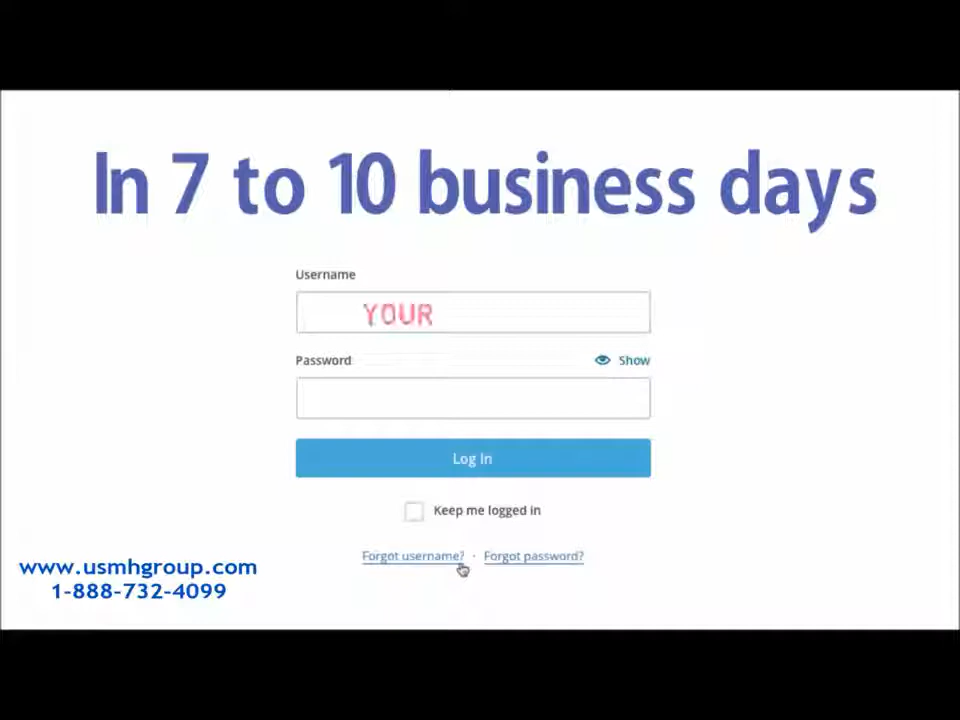 In 7 to 10 business days
Username
YOUR
Password
Show
Log In
Keep me logged in
Forgot username? · Forgot password?
www.usmhgroup.com
1-888-732-4099